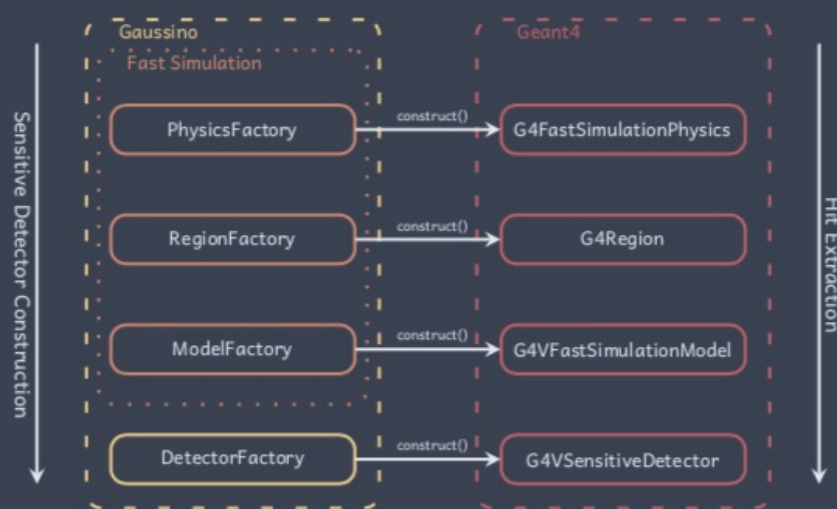 Gaussino
Geant4
Fast Simulation
PhysicsFactory
construct()
G4FastSimulationPhysics
RegionFactory
construct()
G4Region
ModelFactory
construct()
G4VFastSimulationModel
DetectorFactory
construct()
G4VSensitiveDetector
Sensitive Detector Construction
Hit Extraction